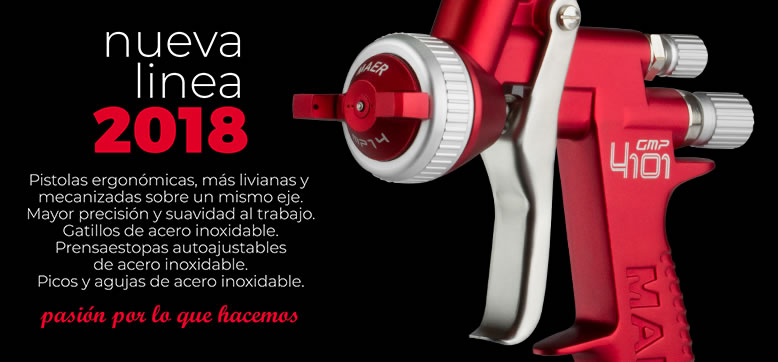 nueva
linea
2018
Pistolas ergonómicas, más livianas y
mecanizadas sobre un mismo eje.
Mayor precisión y suavidad al trabajo.
Gatillos de acero inoxidable.
Prensaestopas autoajustables
de acero inoxidable.
Picos y agujas de acero inoxidable.
pasión por lo que hacemos
MAER
GMP14
GMP
4101